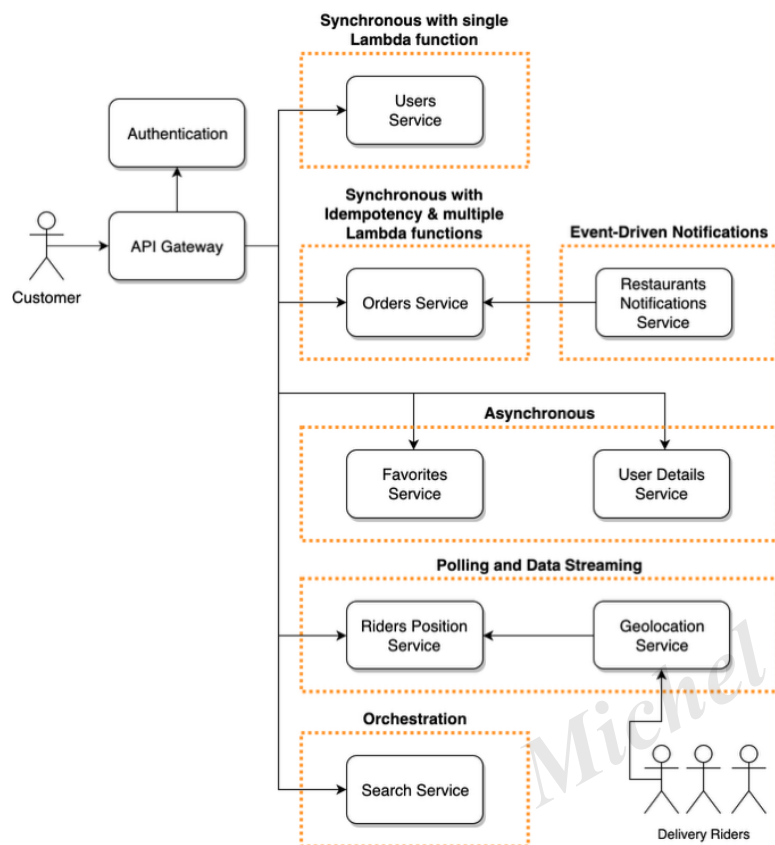 Synchronous with single
Lambda function
Users
Service
Authentication
API Gateway
Customer
Synchronous with
Idempotency & multiple
Lambda functions
Orders Service
Event-Driven Notifications
Restaurants
Notifications
Service
Asynchronous
Favorites
Service
User Details
Service
Polling and Data Streaming
Riders Position
Service
Geolocation
Service
Michel
Orchestration
Search Service
Delivery Riders